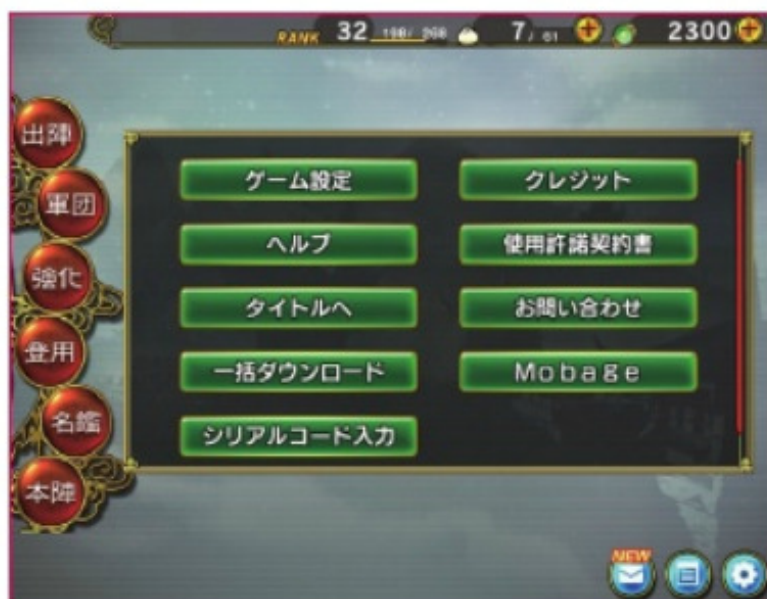 RANK 32 198/268 7/61 2300
出陣
軍団
強化
登用
名鑑
本陣
ゲーム設定 クレジット
ヘルプ 使用許諾契約書
タイトルへ お問い合わせ
一括ダウンロード Mobage
シリアルコード入力
NEW